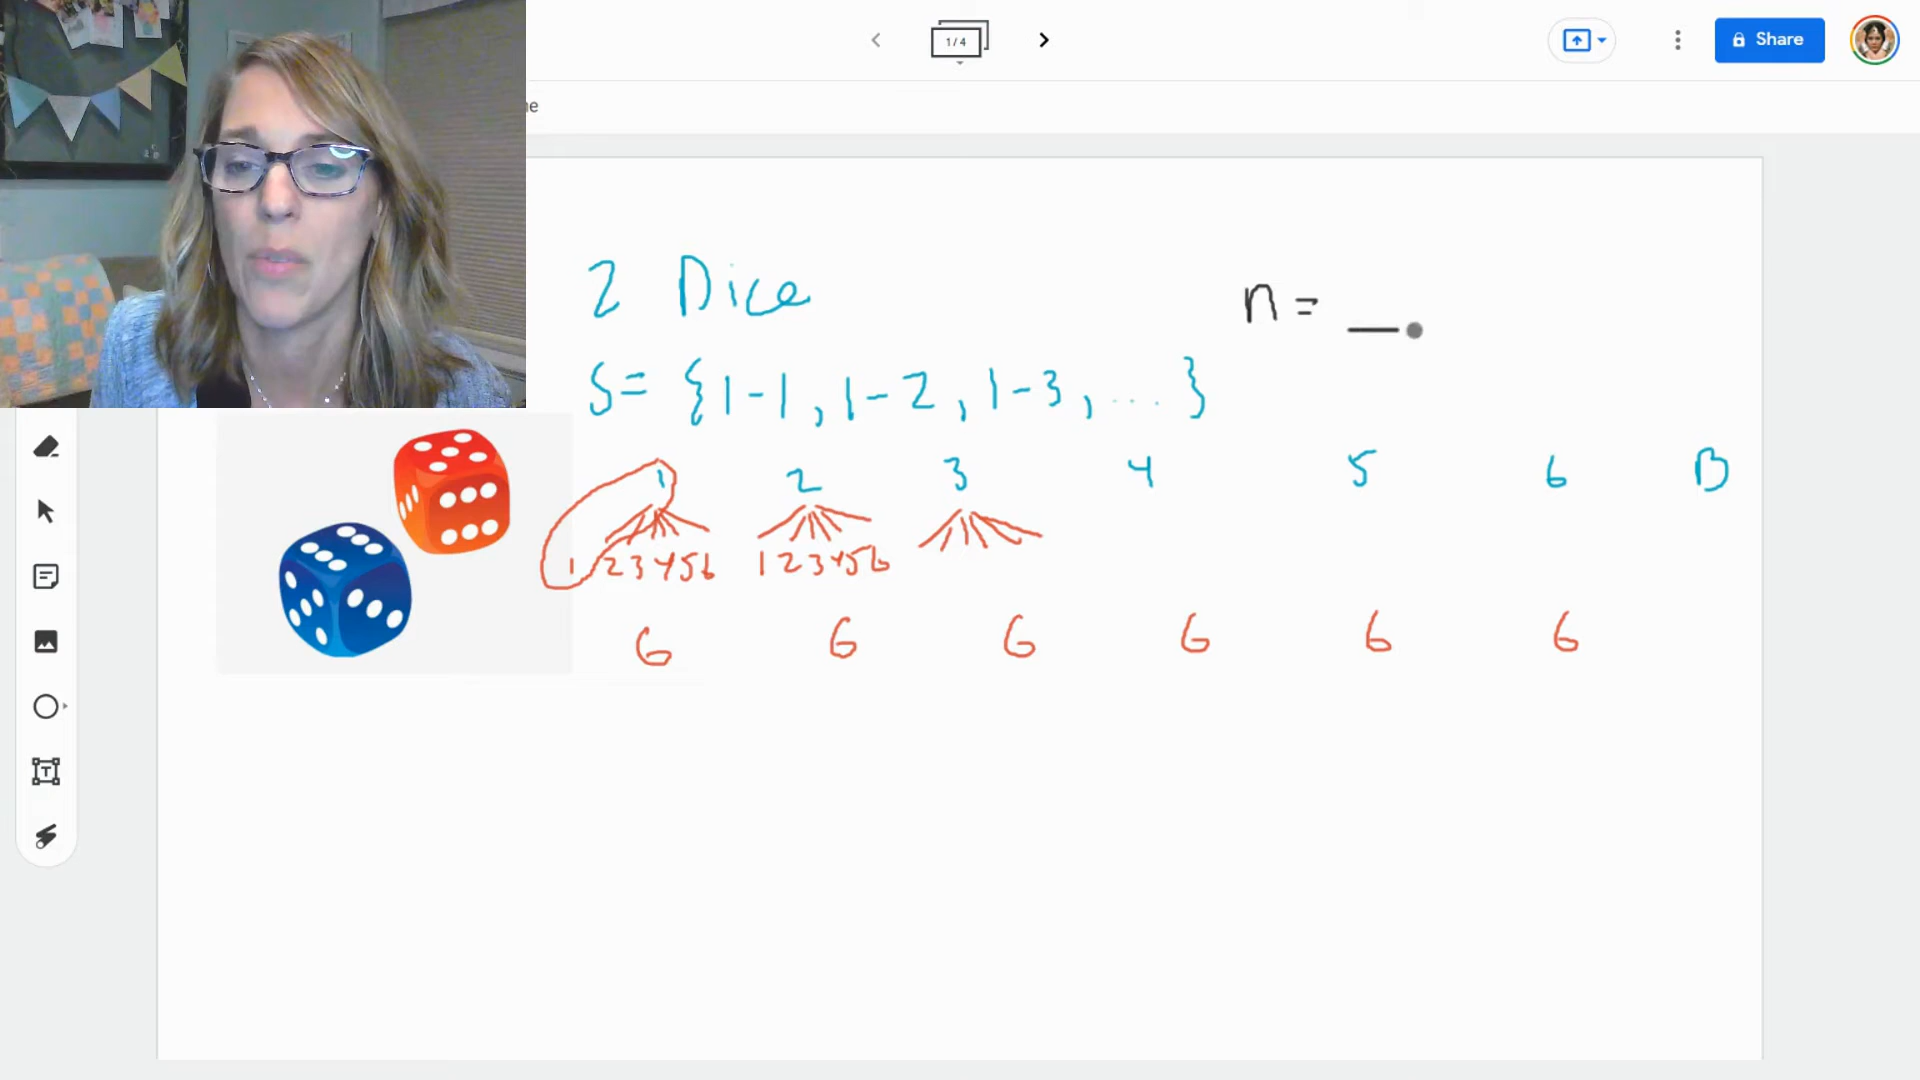 1/4
Share
ne
2 Dice
n = __
S= {1-1, 1-2, 1-3, ... }
1 2 3 4 5 6 B
1 2 3 4 5 6 1 2 3 4 5 6
6 6 6 6 6 6
T